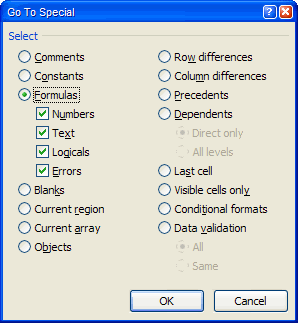 Go To Special
Select
Comments
Constants
Formulas
Numbers
Text
Logicals
Errors
Blanks
Current region
Current array
Objects
Row differences
Column differences
Precedents
Dependents
Direct only
All levels
Last cell
Visible cells only
Conditional formats
Data validation
All
Same
OK
Cancel